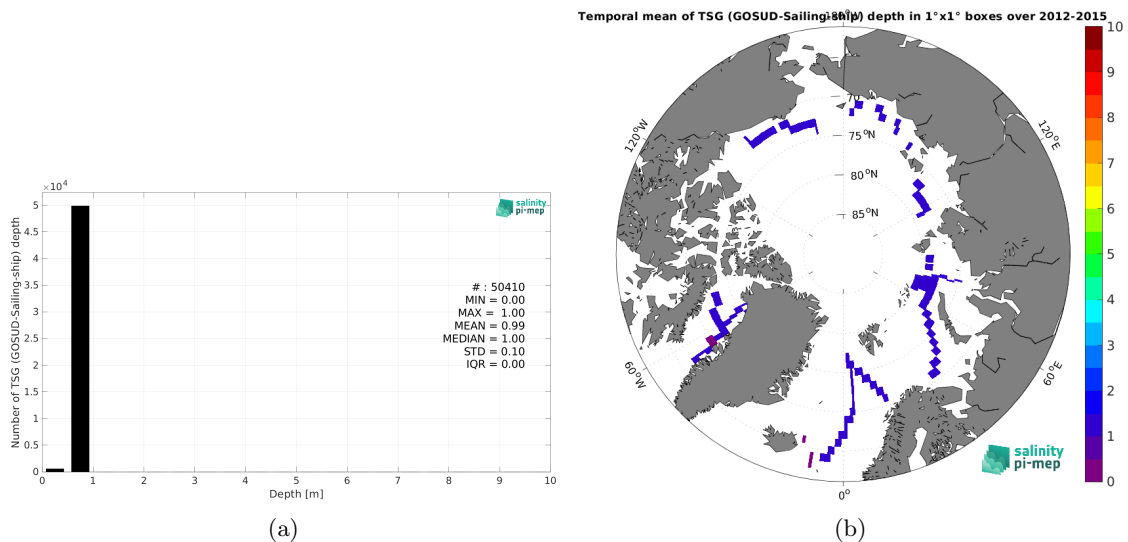 Temporal mean of TSG (GOSUD-Sailing-ship) depth in 1°x1° boxes over 2012-2015
×10⁴
5
4.5
4
3.5
3
2.5
2
1.5
1
0.5
0
Number of TSG (GOSUD-Sailing-ship) depth
0 1 2 3 4 5 6 7 8 9 10
Depth [m]
salinity
pi-mep
# : 50410
MIN = 0.00
MAX = 1.00
MEAN = 0.99
MEDIAN = 1.00
STD = 0.10
IQR = 0.00
(a)
120°W
120°E
75°N
80°N
85°N
60°W
60°E
0°
salinity
pi-mep
10
9
8
7
6
5
4
3
2
1
0
(b)